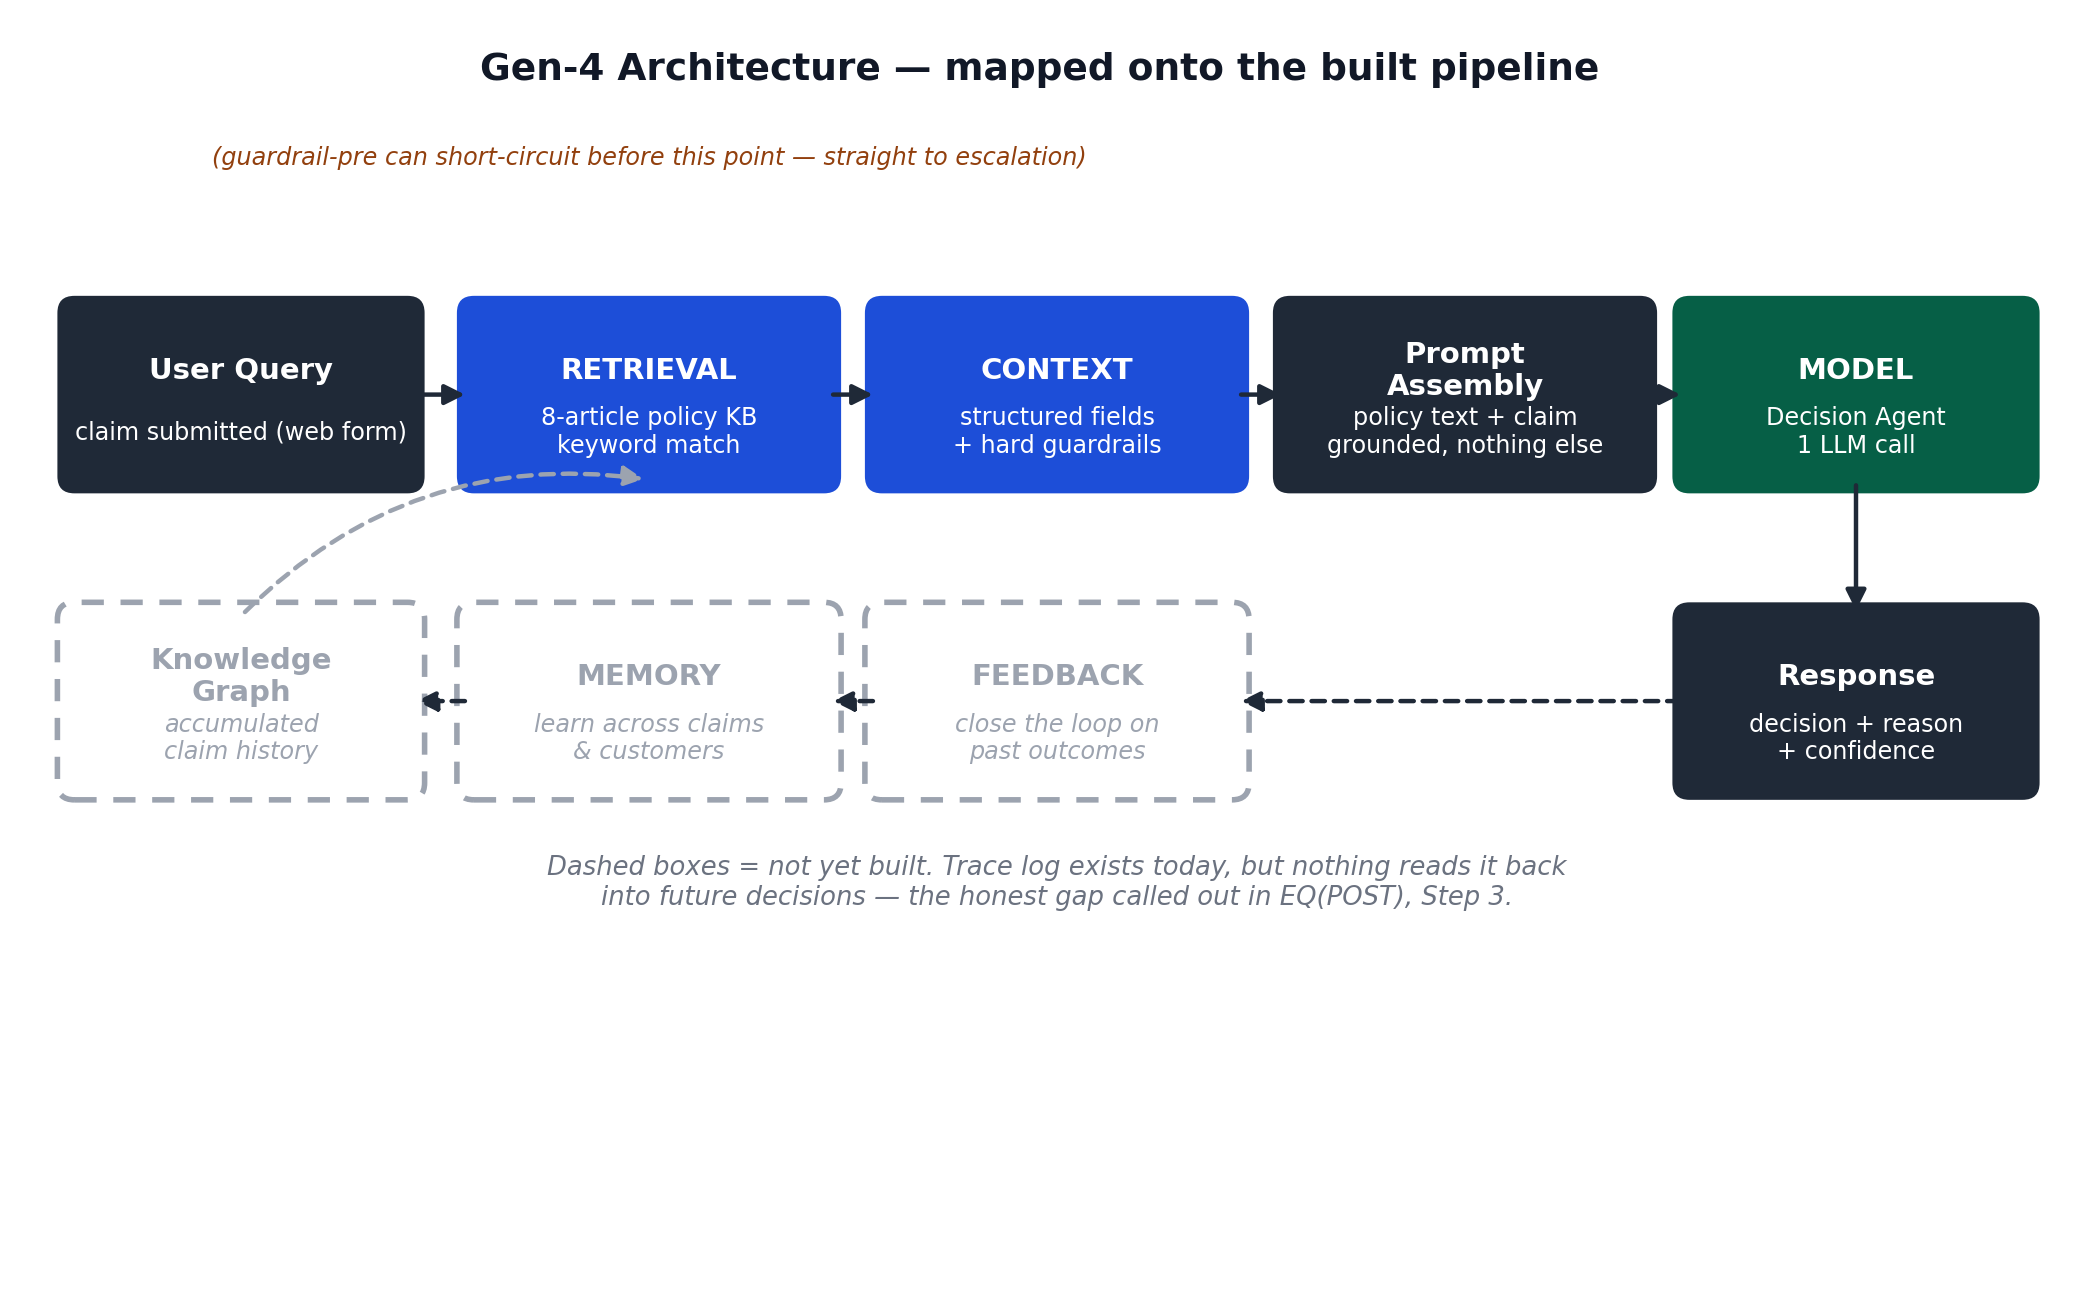 Gen-4 Architecture — mapped onto the built pipeline
(guardrail-pre can short-circuit before this point — straight to escalation)
User Query
claim submitted (web form)
RETRIEVAL
8-article policy KB
keyword match
CONTEXT
structured fields
+ hard guardrails
Prompt
Assembly
policy text + claim
grounded, nothing else
MODEL
Decision Agent
1 LLM call
Knowledge
Graph
accumulated
claim history
MEMORY
learn across claims
& customers
FEEDBACK
close the loop on
past outcomes
Response
decision + reason
+ confidence
Dashed boxes = not yet built. Trace log exists today, but nothing reads it back
into future decisions — the honest gap called out in EQ(POST), Step 3.